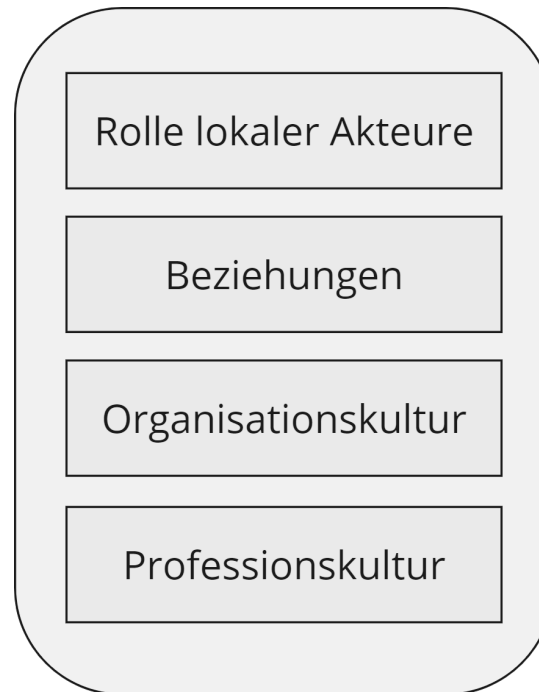 Rolle lokaler Akteure
Beziehungen
Organisationskultur
Professionskultur